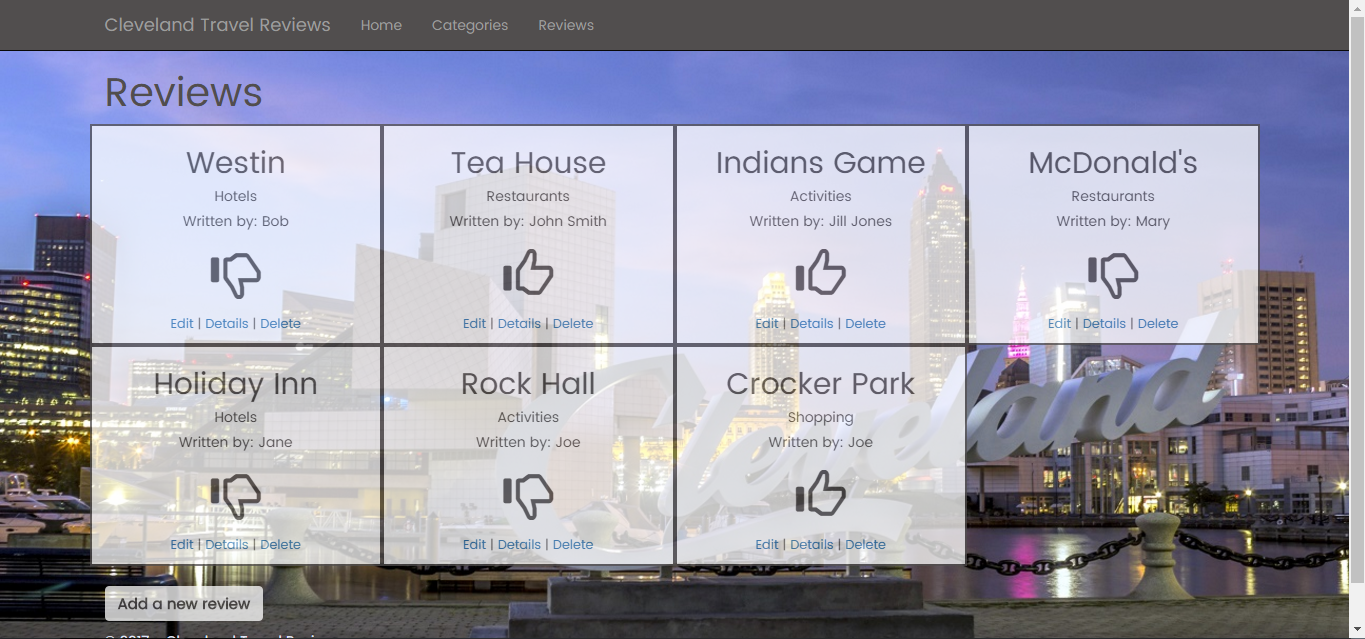 Cleveland Travel Reviews Home Categories Reviews
Reviews
Westin
Hotels
Written by: Bob
Edit | Details | Delete
Tea House
Restaurants
Written by: John Smith
Edit | Details | Delete
Indians Game
Activities
Written by: Jill Jones
Edit | Details | Delete
McDonald's
Restaurants
Written by: Mary
Edit | Details | Delete
Holiday Inn
Hotels
Written by: Jane
Edit | Details | Delete
Rock Hall
Activities
Written by: Joe
Edit | Details | Delete
Crocker Park
Shopping
Written by: Joe
Edit | Details | Delete
Cleveland
Add a new review
© 2017 - Cleveland Travel Reviews